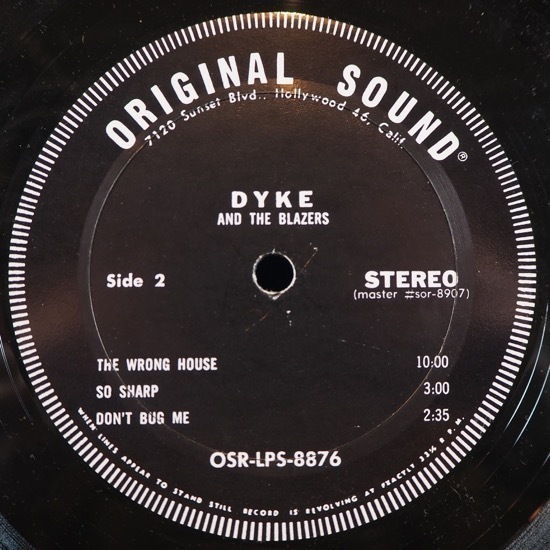 ORIGINAL SOUND®
7120 Sunset Blvd., Hollywood 46, Calif.
DYKE
AND THE BLAZERS
Side 2
STEREO
(master #sor-8907)
THE WRONG HOUSE 10:00
SO SHARP 3:00
DON'T BUG ME 2:35
OSR-LPS-8876
WHEN LINES APPEAR TO STAND STILL RECORD IS REVOLVING AT EXACTLY 33⅓ R.P.M.